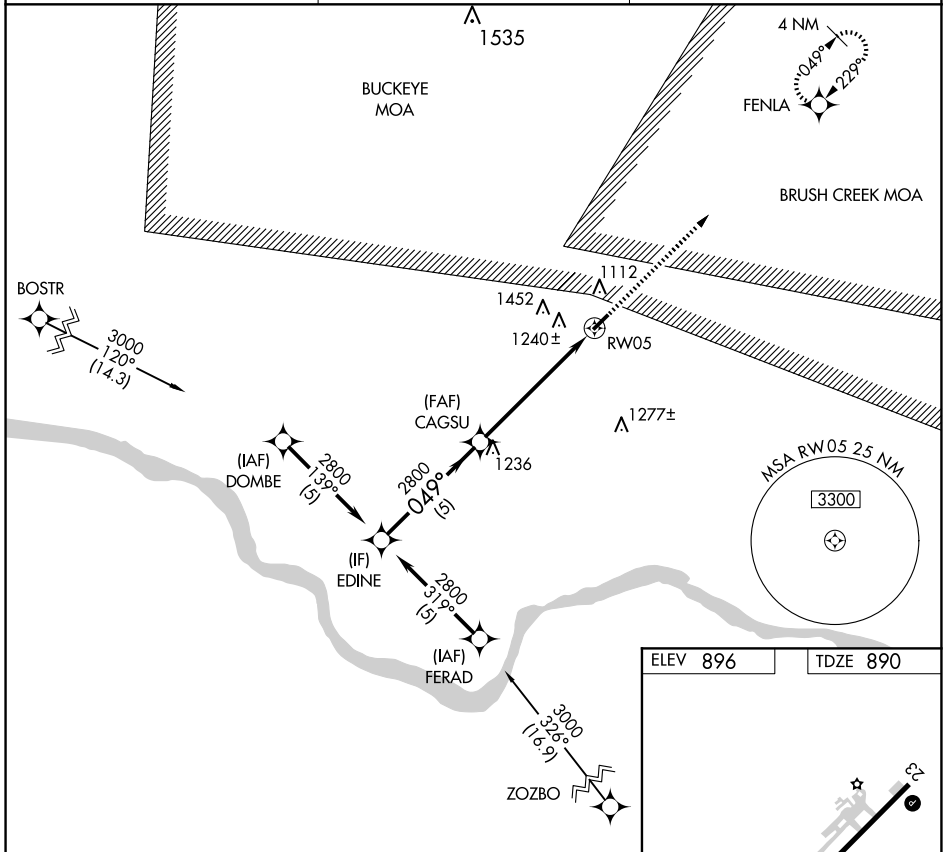 1535
4 NM
049°
229°
FENLA
BUCKEYE
MOA
BRUSH CREEK MOA
BOSTR
3000
120°
(14.3)
1112
1452
1240±
RW05
(FAF)
CAGSU
1277±
1236
(IAF)
DOMBE
2800
139°
(5)
2800
049°
(5)
(IF)
EDINE
2800
319°
(5)
(IAF)
FERAD
MSA RW05 25 NM
3300
3000
326°
(16.9)
ZOZBO
ELEV 896
TDZE 890
23
P